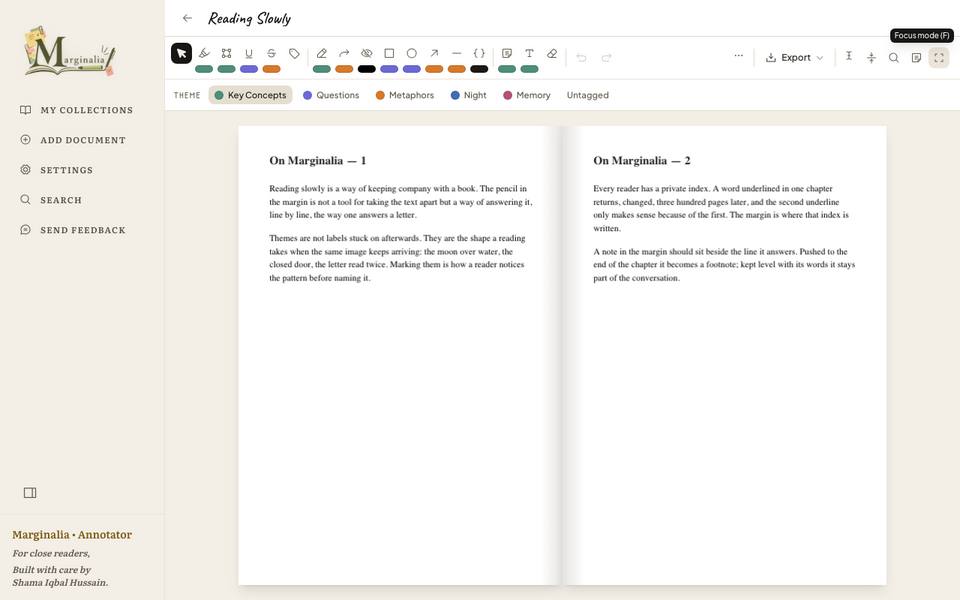 Marginalia
MY COLLECTIONS
ADD DOCUMENT
SETTINGS
SEARCH
SEND FEEDBACK
Marginalia • Annotator
For close readers,
Built with care by
Shama Iqbal Hussain.
Reading Slowly
Focus mode (F)
Export
THEME Key Concepts Questions Metaphors Night Memory Untagged
On Marginalia — 1
Reading slowly is a way of keeping company with a book. The pencil in
the margin is not a tool for taking the text apart but a way of answering it,
line by line, the way one answers a letter.
Themes are not labels stuck on afterwards. They are the shape a reading
takes when the same image keeps arriving: the moon over water, the
closed door, the letter read twice. Marking them is how a reader notices
the pattern before naming it.
On Marginalia — 2
Every reader has a private index. A word underlined in one chapter
returns, changed, three hundred pages later, and the second underline
only makes sense because of the first. The margin is where that index is
written.
A note in the margin should sit beside the line it answers. Pushed to the
end of the chapter it becomes a footnote; kept level with its words it stays
part of the conversation.